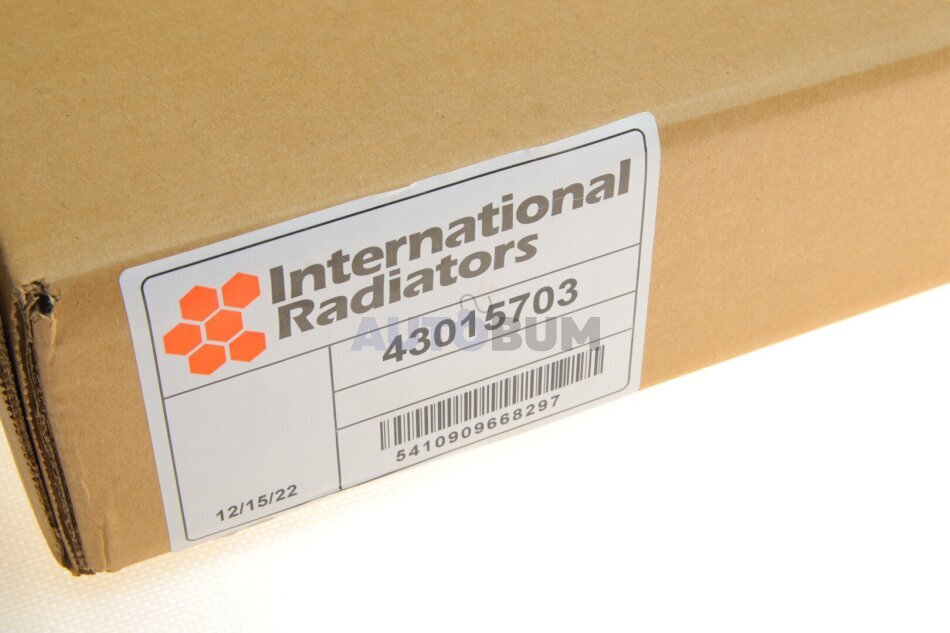 International
Radiators
43015703
AUTOBUM
5410909668297
12/15/22